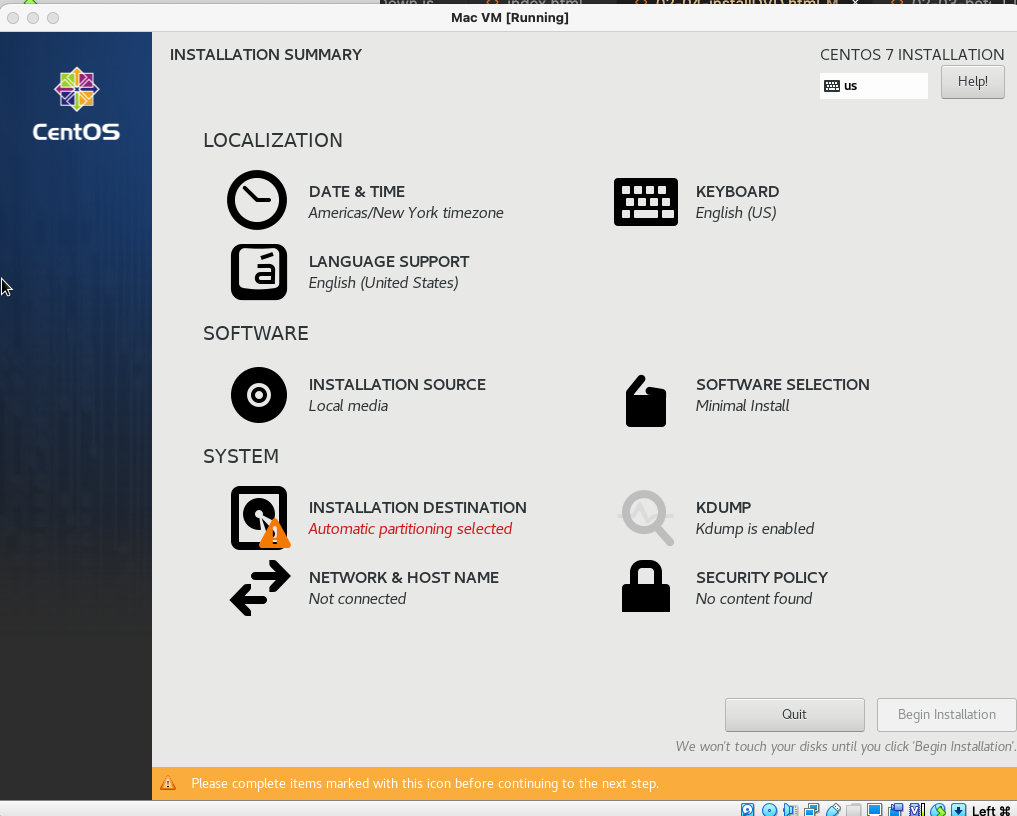 Mac VM [Running]
INSTALLATION SUMMARY
CENTOS 7 INSTALLATION
us
Help!
CentOS
LOCALIZATION
DATE & TIME
Americas/New York timezone
KEYBOARD
English (US)
LANGUAGE SUPPORT
English (United States)
SOFTWARE
INSTALLATION SOURCE
Local media
SOFTWARE SELECTION
Minimal Install
SYSTEM
INSTALLATION DESTINATION
Automatic partitioning selected
KDUMP
Kdump is enabled
NETWORK & HOST NAME
Not connected
SECURITY POLICY
No content found
Quit
Begin Installation
We won't touch your disks until you click 'Begin Installation'.
Please complete items marked with this icon before continuing to the next step.
Left ⌘